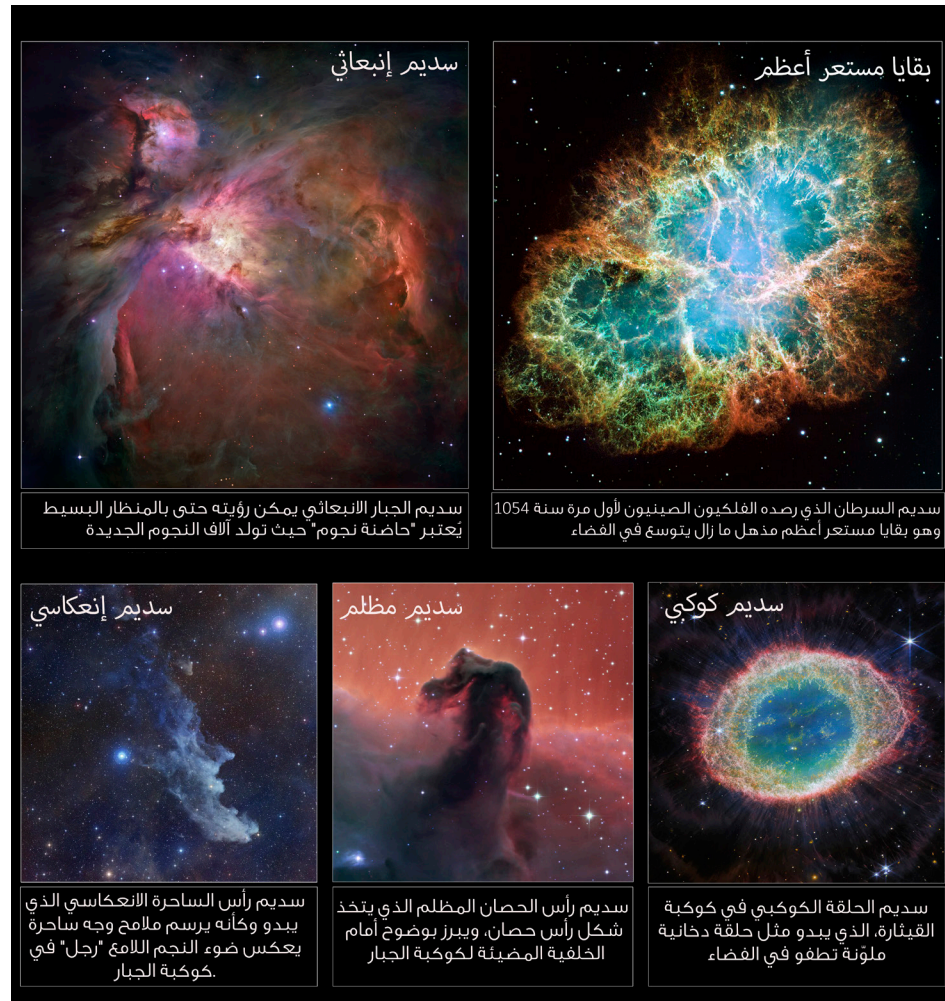 بقايا مستعر أعظم
سديم إنبعاثي
سديم السرطان الذي رصده الفلكيون الصينيون لأول مرة سنة 1054
وهو بقايا مستعر أعظم مذهل ما زال يتوسع في الفضاء
سديم الجبار الانبعاثي يمكن رؤيته حتى بالمنظار البسيط
يُعتبر "حاضنة نجوم" حيث تولد آلاف النجوم الجديدة
سديم كوكبي
سديم مظلم
سديم إنعكاسي
سديم الحلقة الكوكبي في كوكبة
القيثارة، الذي يبدو مثل حلقة دخانية
ملوّنة تطفو في الفضاء
سديم رأس الحصان المظلم الذي يتخذ
شكل رأس حصان، ويبرز بوضوح أمام
الخلفية المضيئة لكوكبة الجبار
سديم رأس الساحرة الانعكاسي الذي
يبدو وكأنه يرسم ملامح وجه ساحرة
يعكس ضوء النجم اللامع "رجل" في
.كوكبة الجبار